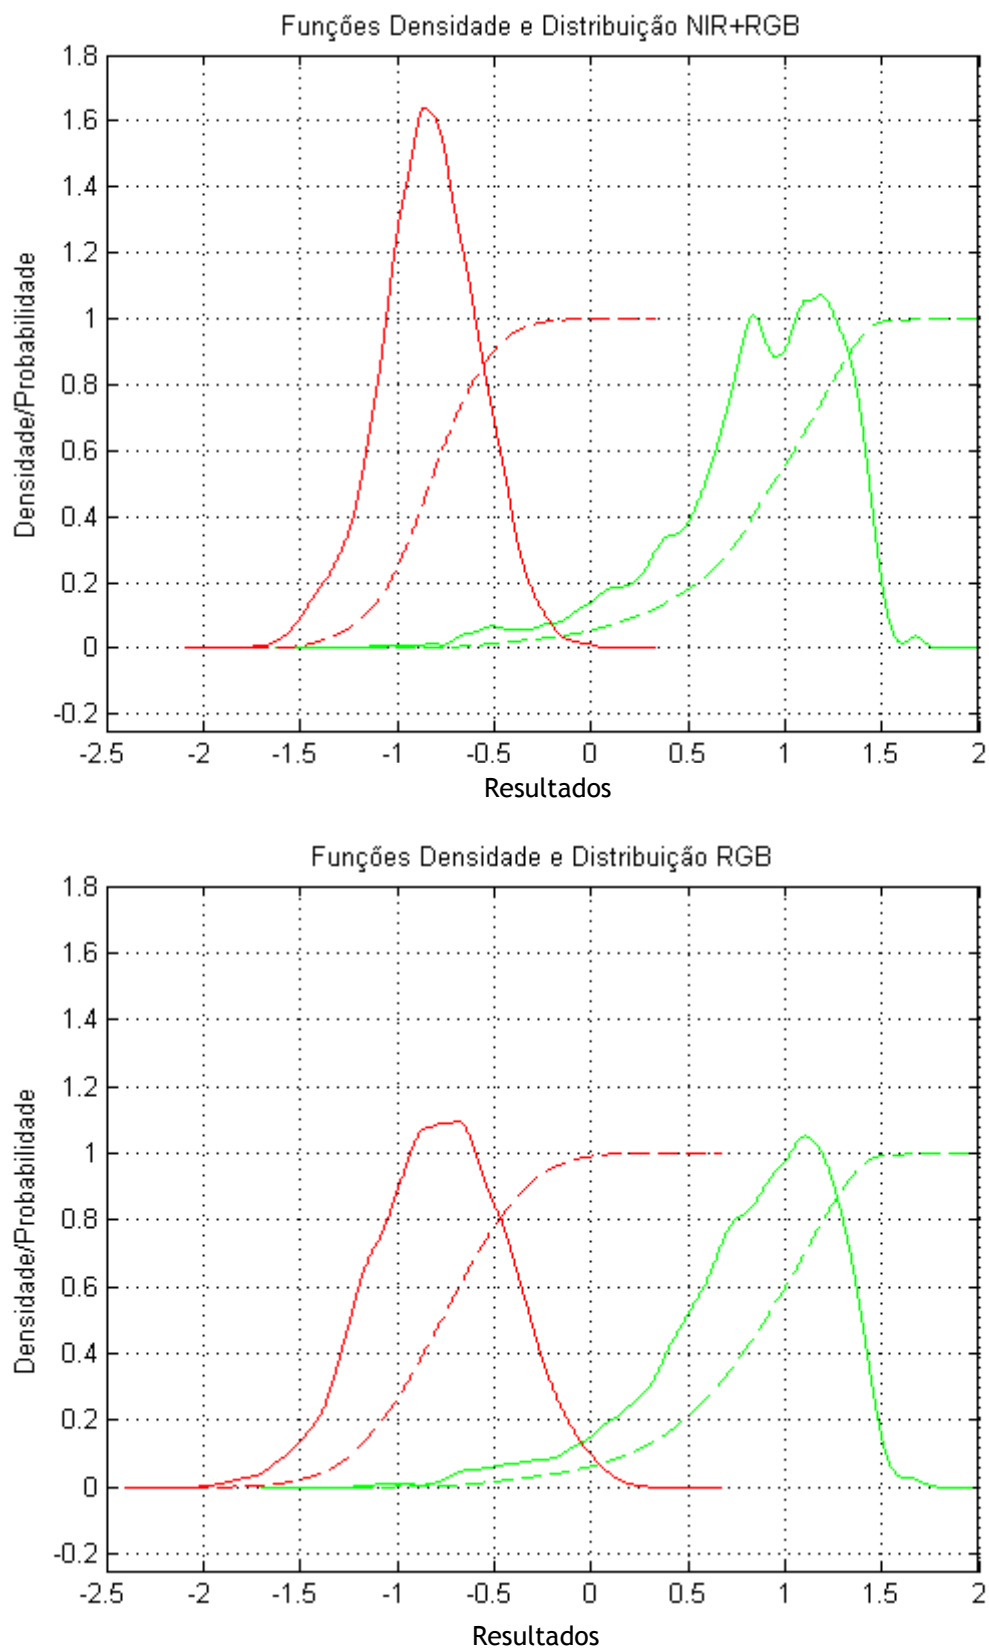 Funções Densidade e Distribuição NIR+RGB
1.8
1.6
1.4
1.2
1
0.8
0.6
0.4
0.2
0
-0.2
Densidade/Probabilidade
-2.5 -2 -1.5 -1 -0.5 0 0.5 1 1.5 2
Resultados
Funções Densidade e Distribuição RGB
1.8
1.6
1.4
1.2
1
0.8
0.6
0.4
0.2
0
-0.2
Densidade/Probabilidade
-2.5 -2 -1.5 -1 -0.5 0 0.5 1 1.5 2
Resultados